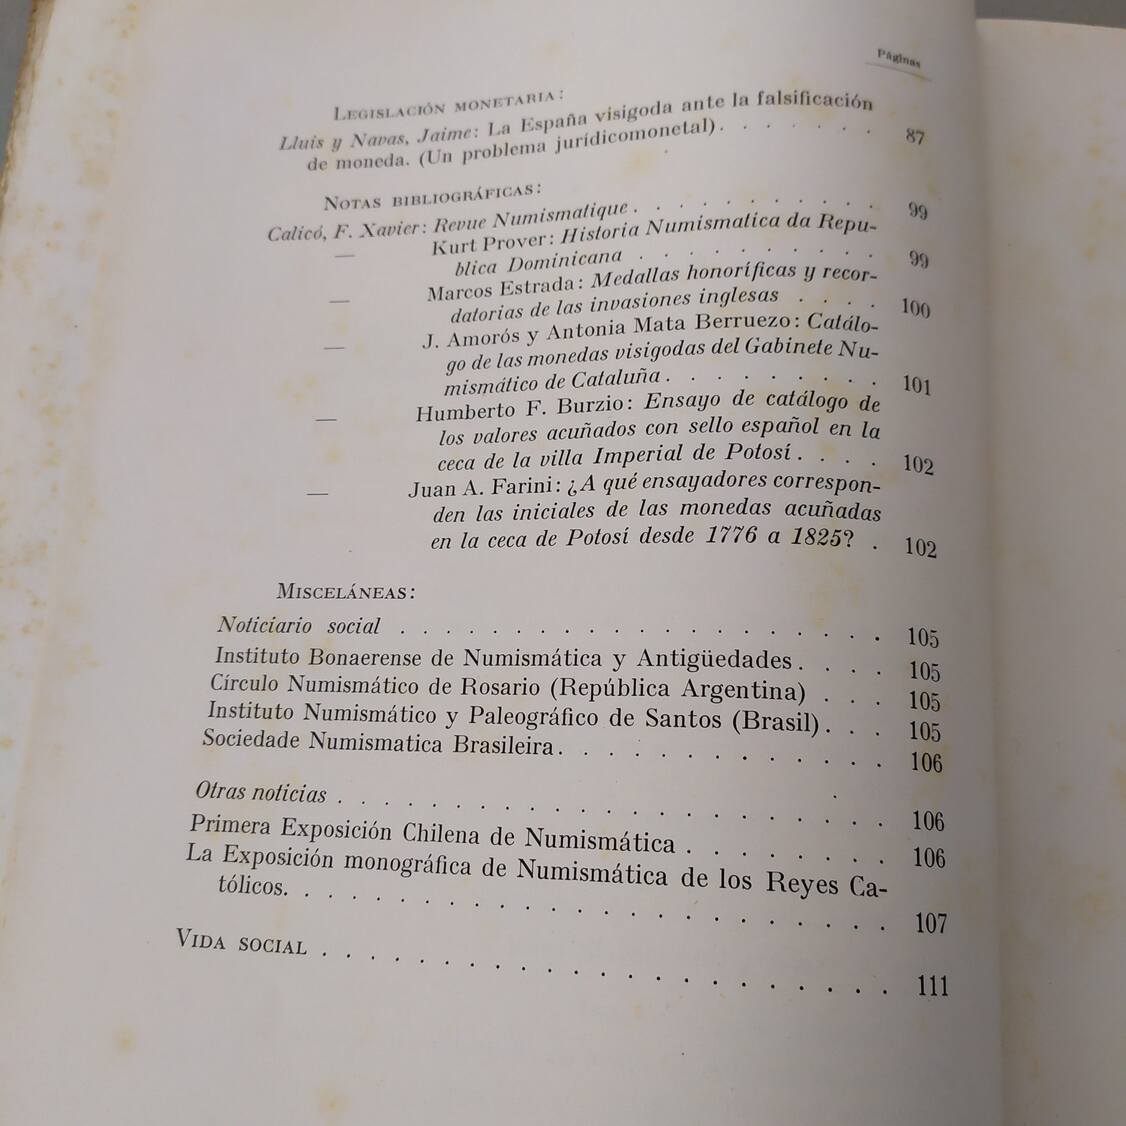 Páginas
LEGISLACIÓN MONETARIA:
Lluis y Navas, Jaime: La España visigoda ante la falsificación
de moneda. (Un problema jurídicomonetal). . . . . . . 87
NOTAS BIBLIOGRÁFICAS:
Calicó, F. Xavier: Revue Numismatique . . . . . . . . . . 99
— Kurt Prover: Historia Numismatica da Repu-
blica Dominicana . . . . . . . . . 99
— Marcos Estrada: Medallas honoríficas y recor-
datorias de las invasiones inglesas . . . . 100
— J. Amorós y Antonia Mata Berruezo: Catálo-
go de las monedas visigodas del Gabinete Nu-
mismático de Cataluña . . . . . . . . . 101
— Humberto F. Burzio: Ensayo de catálogo de
los valores acuñados con sello español en la
ceca de la villa Imperial de Potosí . . . . 102
— Juan A. Farini: ¿A qué ensayadores correspon-
den las iniciales de las monedas acuñadas
en la ceca de Potosí desde 1776 a 1825? . 102
MISCELÁNEAS:
Noticiario social . . . . . . . . . . . . . . . . . . 105
Instituto Bonaerense de Numismática y Antigüedades . . . . 105
Círculo Numismático de Rosario (República Argentina) . . . 105
Instituto Numismático y Paleográfico de Santos (Brasil) . . . 105
Sociedade Numismatica Brasileira . . . . . . . . . . . . . 106
Otras noticias . . . . . . . . . . . . . . . . . . . 106
Primera Exposición Chilena de Numismática . . . . . . . . 106
La Exposición monográfica de Numismática de los Reyes Ca-
tólicos. . . . . . . . . . . . . . . . . . . . . 107
VIDA SOCIAL . . . . . . . . . . . . . . . . . . . . 111